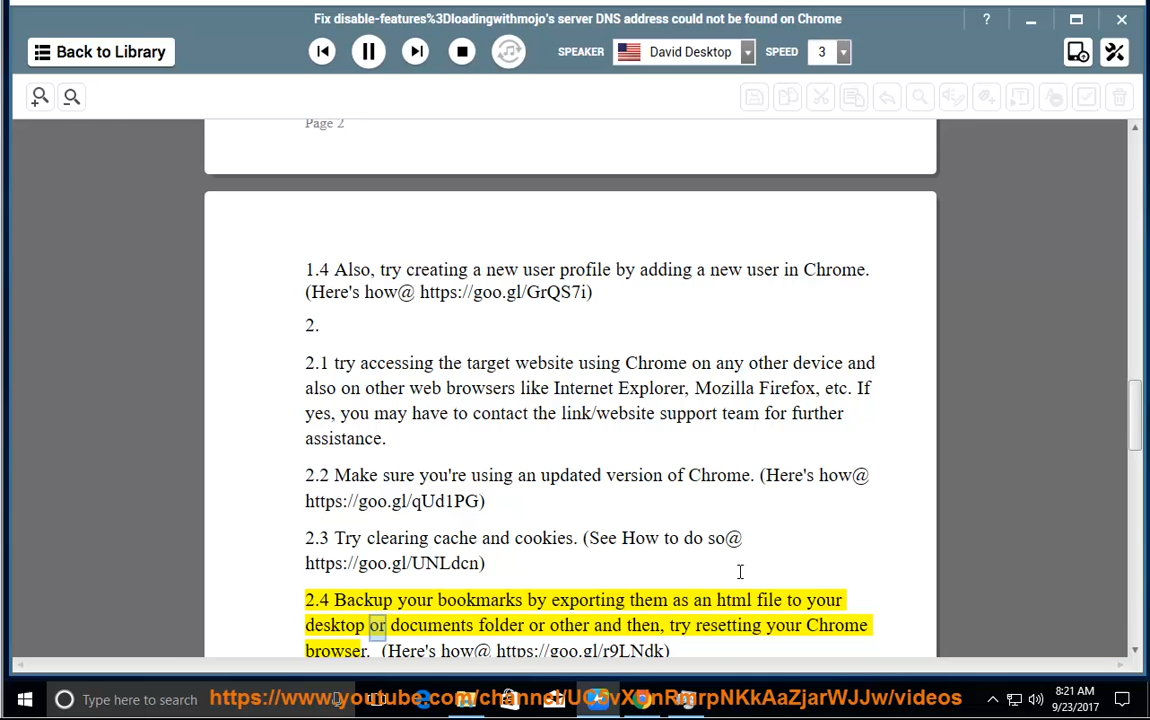 Fix disable-features%3Dloadingwithmojo's server DNS address could not be found on Chrome
?
Back to Library
SPEAKER
David Desktop
SPEED
3
Page 2
1.4 Also, try creating a new user profile by adding a new user in Chrome.
(Here's how@ https://goo.gl/GrQS7i)
2.
2.1 try accessing the target website using Chrome on any other device and
also on other web browsers like Internet Explorer, Mozilla Firefox, etc. If
yes, you may have to contact the link/website support team for further
assistance.
2.2 Make sure you're using an updated version of Chrome. (Here's how@
https://goo.gl/qUd1PG)
2.3 Try clearing cache and cookies. (See How to do so@
https://goo.gl/UNLdcn)
2.4 Backup your bookmarks by exporting them as an html file to your
desktop or documents folder or other and then, try resetting your Chrome
browser. (Here's how@ https://goo.gl/r9LNdk)
Type here to search
8:21 AM
9/23/2017